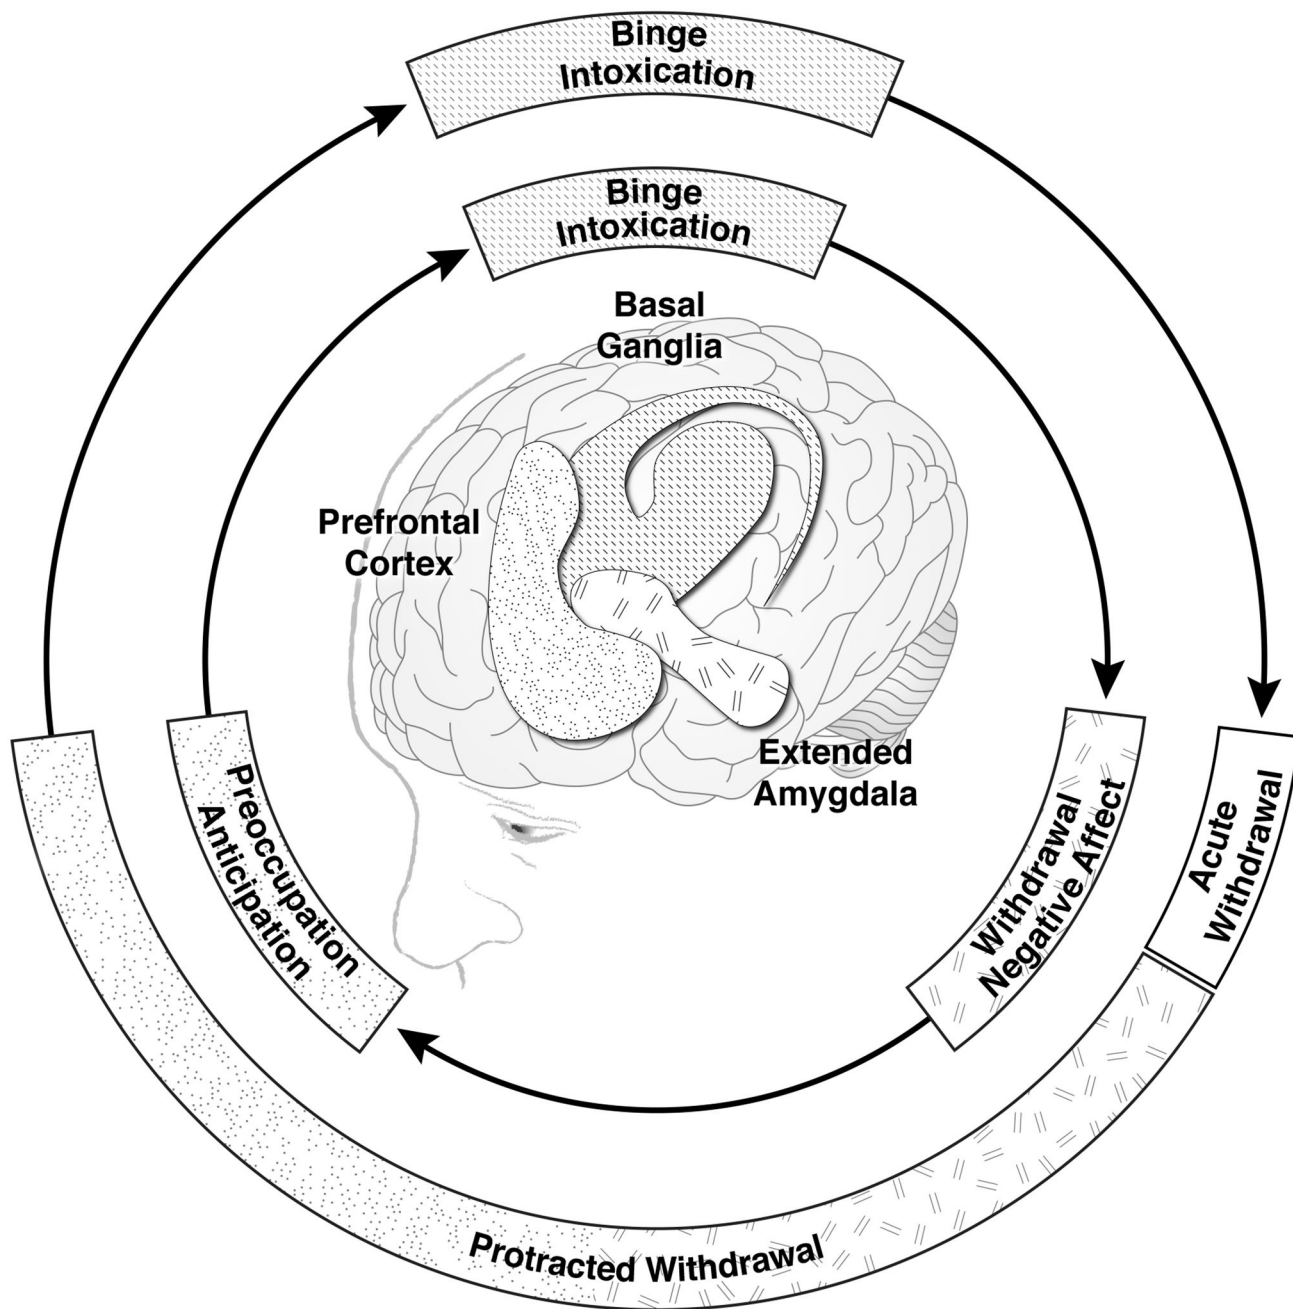 Binge
Intoxication
Binge
Intoxication
Basal
Ganglia
Prefrontal
Cortex
Extended
Amygdala
Preoccupation
Anticipation
Withdrawal
Negative Affect
Acute
Withdrawal
Protracted Withdrawal